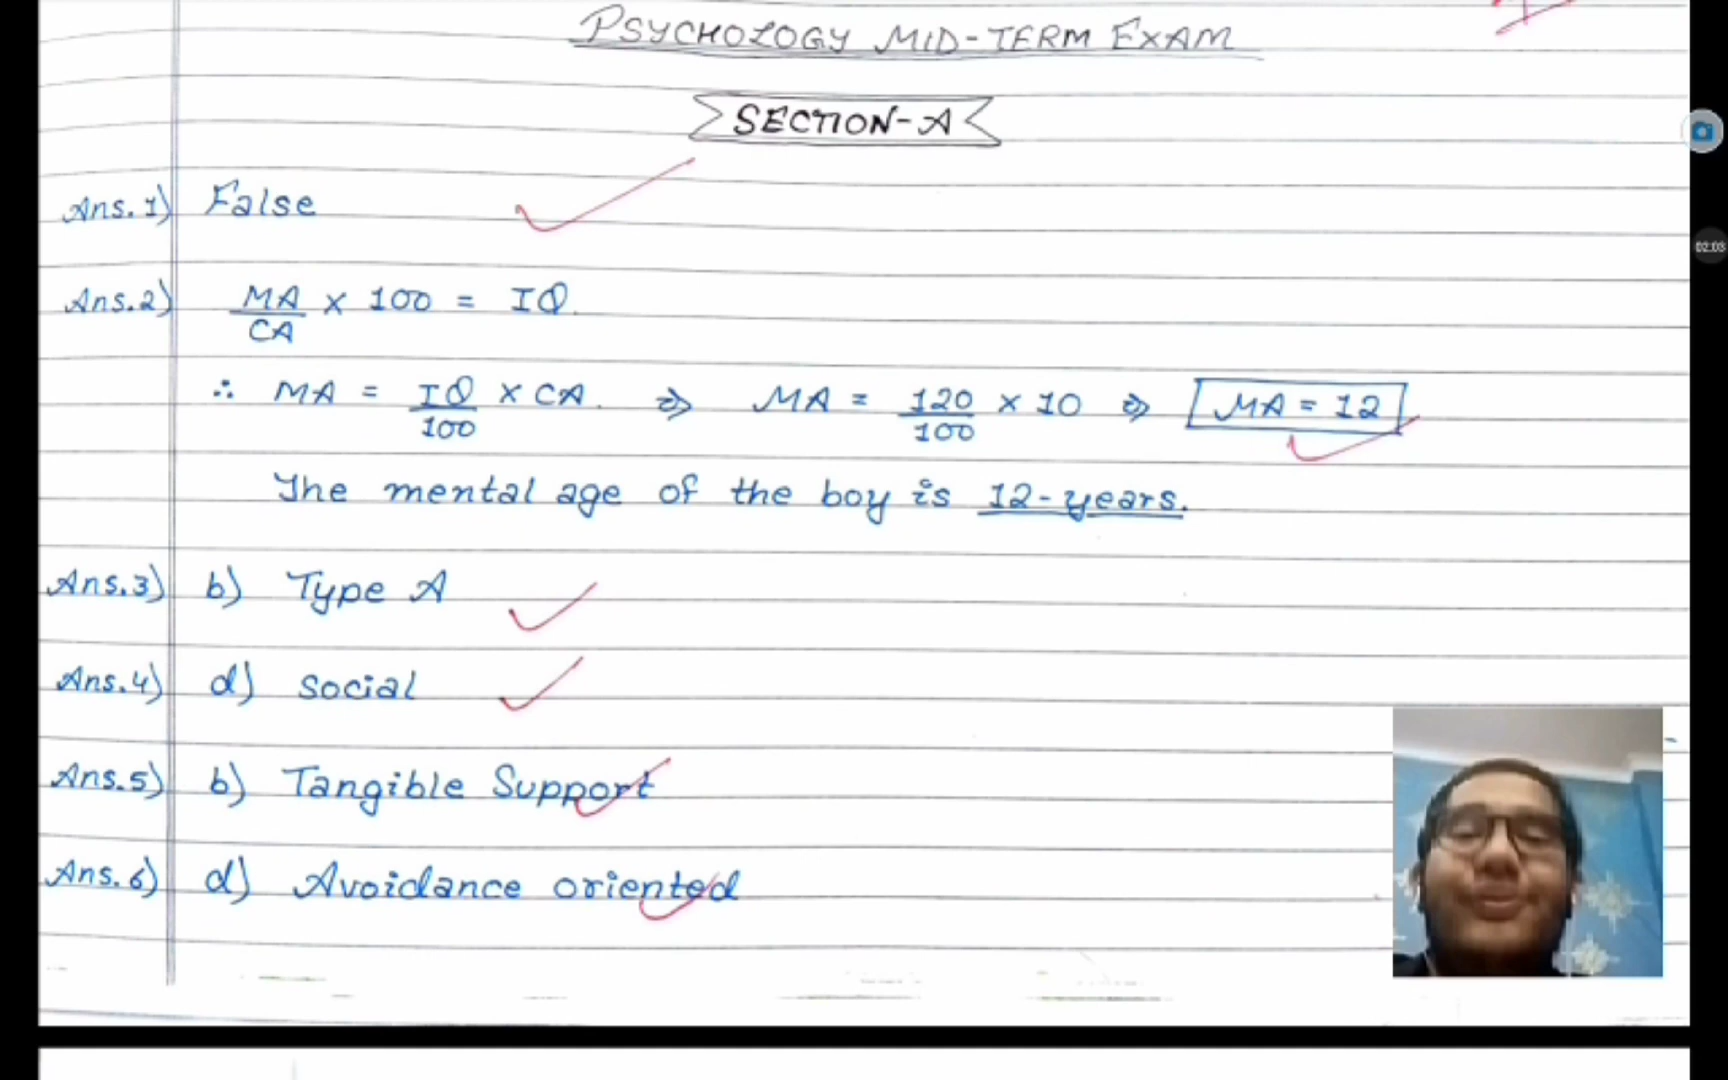 PSYCHOLOGY MID-TERM EXAM
SECTION-A
Ans.1) False
Ans.2) MA/CA × 100 = IQ.
∴ MA = IQ/100 × CA. ⇒ MA = 120/100 × 10 ⇒ MA = 12
The mental age of the boy is 12-years.
Ans.3) b) Type A
Ans.4) d) social
Ans.5) b) Tangible Support
Ans.6) d) Avoidance oriented
02:03